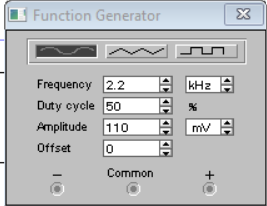 Function Generator
Frequency 2.2 kHz
Duty cycle 50 %
Amplitude 110 mV
Offset 0
− Common +